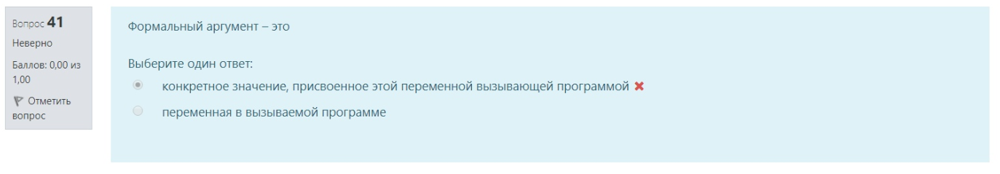 Вопрос 41
Неверно
Баллов: 0,00 из
1,00
Отметить
вопрос
Формальный аргумент – это
Выберите один ответ:
конкретное значение, присвоенное этой переменной вызывающей программой
переменная в вызываемой программе